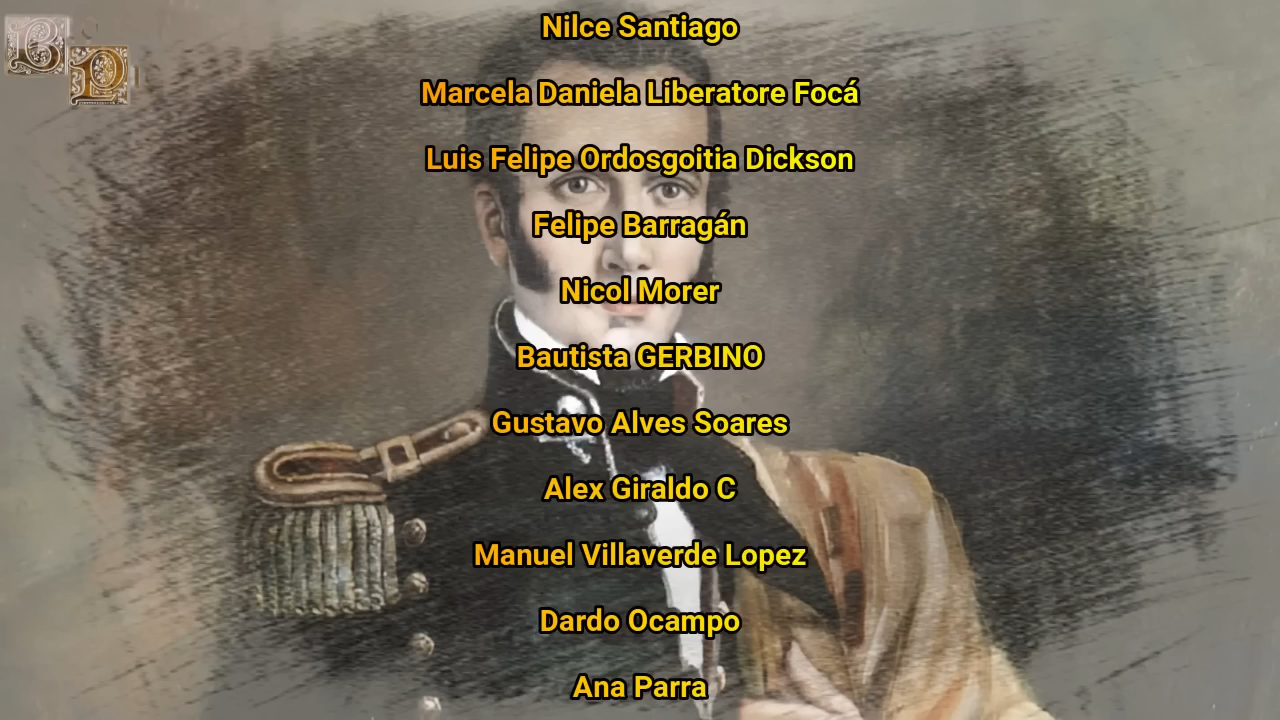 Nilce Santiago
Marcela Daniela Liberatore Focá
Luis Felipe Ordosgoitia Dickson
Felipe Barragán
Nicol Morer
Bautista GERBINO
Gustavo Alves Soares
Alex Giraldo C
Manuel Villaverde Lopez
Dardo Ocampo
Ana Parra